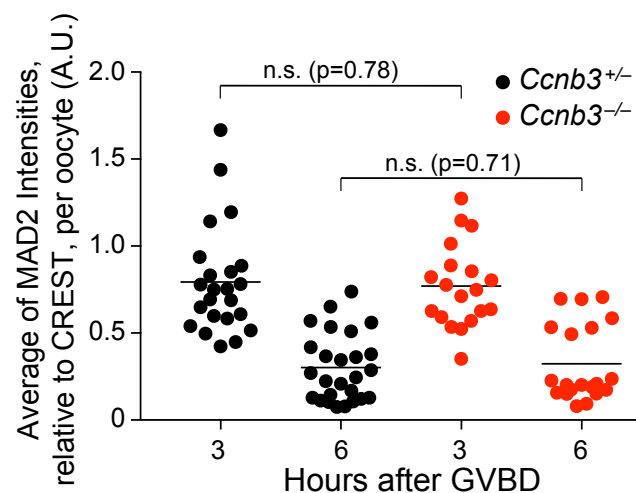 Average of MAD2 Intensities,
relative to CREST, per oocyte (A.U.)
2.0
1.5
1.0
0.5
0
n.s. (p=0.78)
n.s. (p=0.71)
Ccnb3+/–
Ccnb3–/–
3 6 3 6
Hours after GVBD